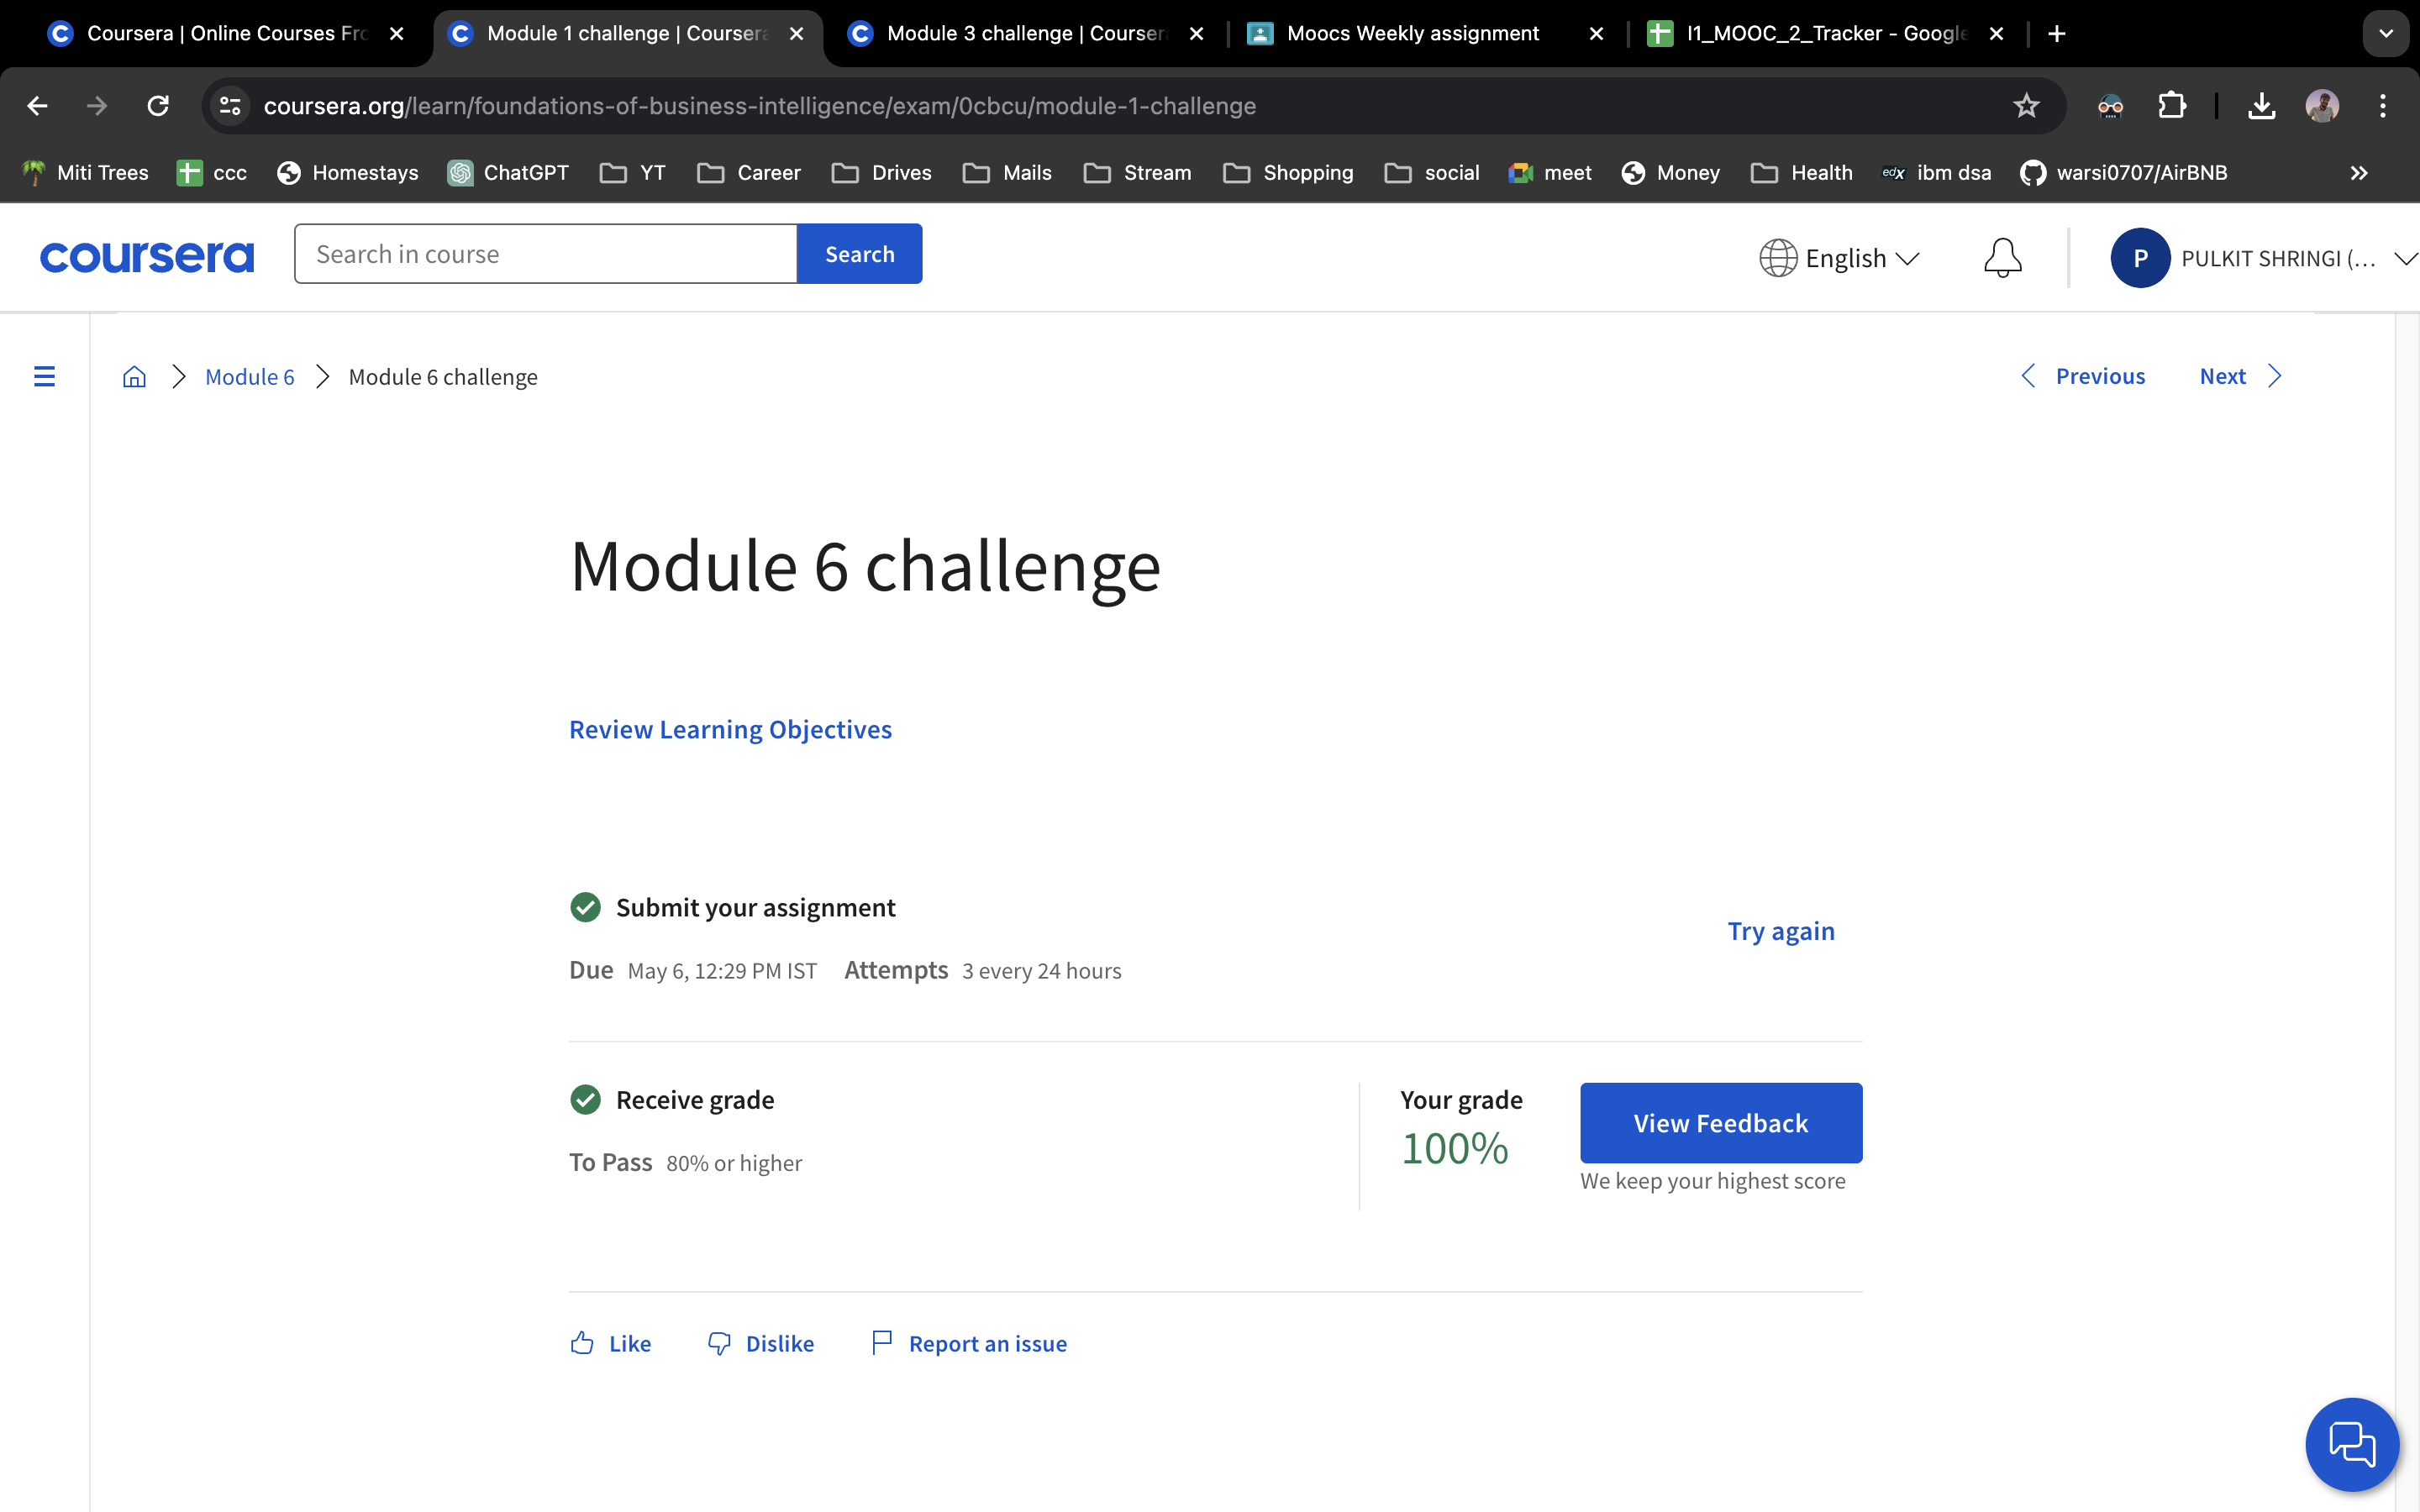 Coursera | Online Courses Fro
Module 1 challenge | Coursera
Module 3 challenge | Courser
Moocs Weekly assignment
I1_MOOC_2_Tracker - Google
coursera.org/learn/foundations-of-business-intelligence/exam/0cbcu/module-1-challenge
Miti Trees
ccc
Homestays
ChatGPT
YT
Career
Drives
Mails
Stream
Shopping
social
meet
Money
Health
edX
ibm dsa
warsi0707/AirBNB
coursera
Search in course
Search
English
P
PULKIT SHRINGI (...
Module 6
Module 6 challenge
Previous
Next
Module 6 challenge
Review Learning Objectives
Submit your assignment
Try again
Due May 6, 12:29 PM IST Attempts 3 every 24 hours
Receive grade
Your grade
View Feedback
100%
To Pass 80% or higher
We keep your highest score
Like
Dislike
Report an issue